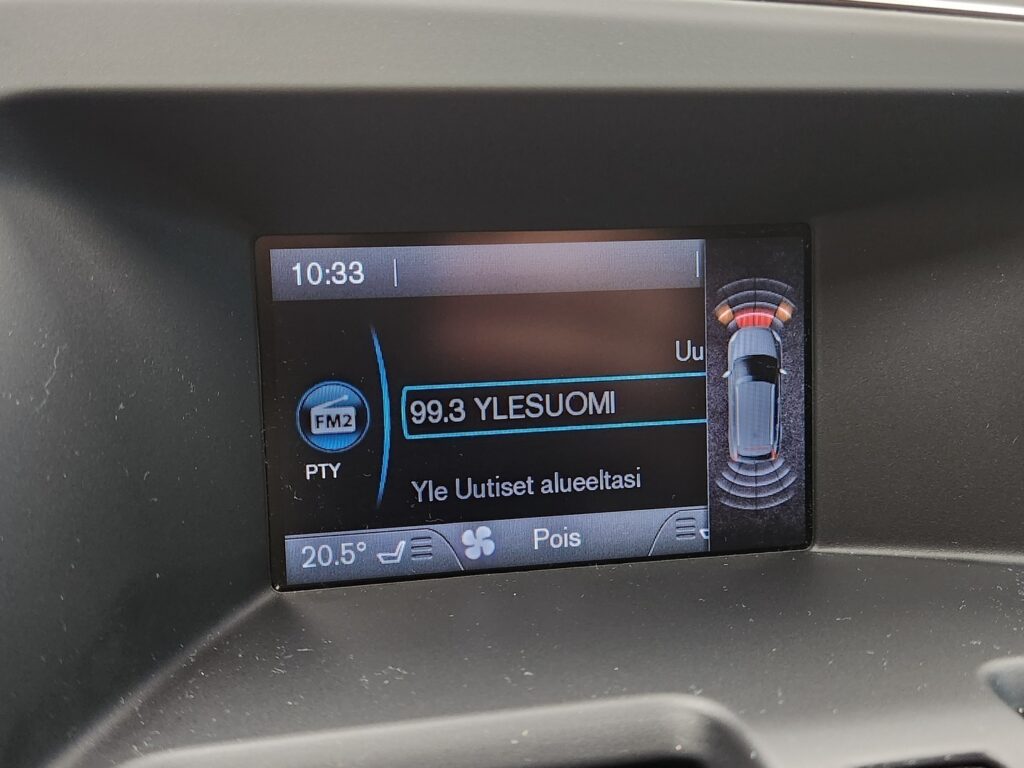 10:33
Uu
99.3 YLESUOMI
FM2
PTY
Yle Uutiset alueeltasi
20.5°
Pois